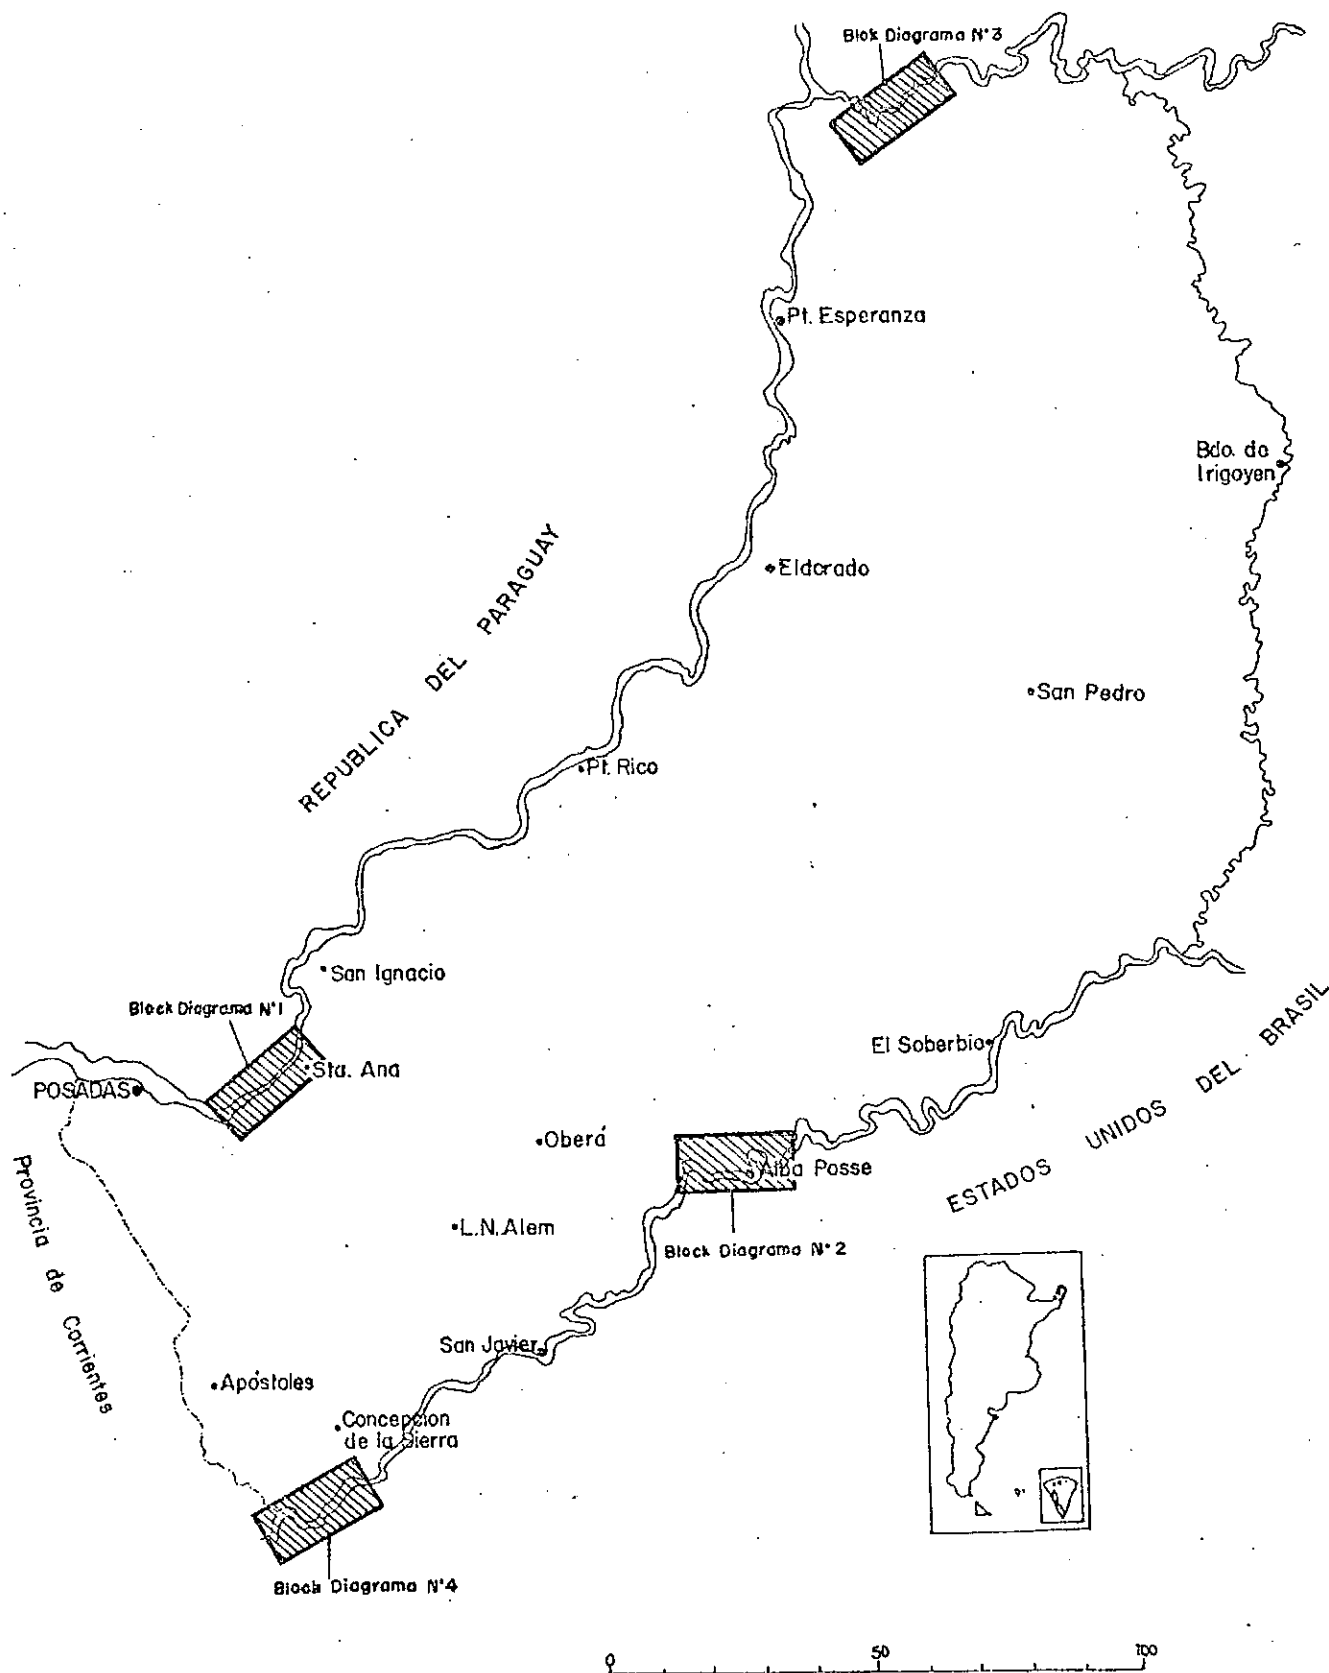 Blok Diagrama N°3
Pt. Esperanza
Bdo. de
Irigoyen
Eldorado
REPUBLICA DEL PARAGUAY
San Pedro
Pt. Rico
San Ignacio
Block Diagrama N°1
Sta. Ana
POSADAS
El Soberbio
ESTADOS UNIDOS DEL BRASIL
Oberá
Alba Posse
Provincia de Corrientes
L.N. Alem
Block Diagrama N°2
San Javier
Apóstoles
Concepcion
de la Sierra
Block Diagrama N°4
0 50 100